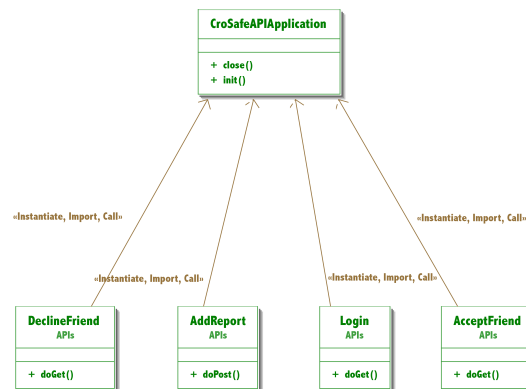 CroSafeAPIApplication
+ close()
+ init()
«Instantiate, Import, Call»
«Instantiate, Import, Call»
«Instantiate, Import, Call»
«Instantiate, Import, Call»
DeclineFriend
APIs
+ doGet()
AddReport
APIs
+ doPost()
Login
APIs
+ doGet()
AcceptFriend
APIs
+ doGet()